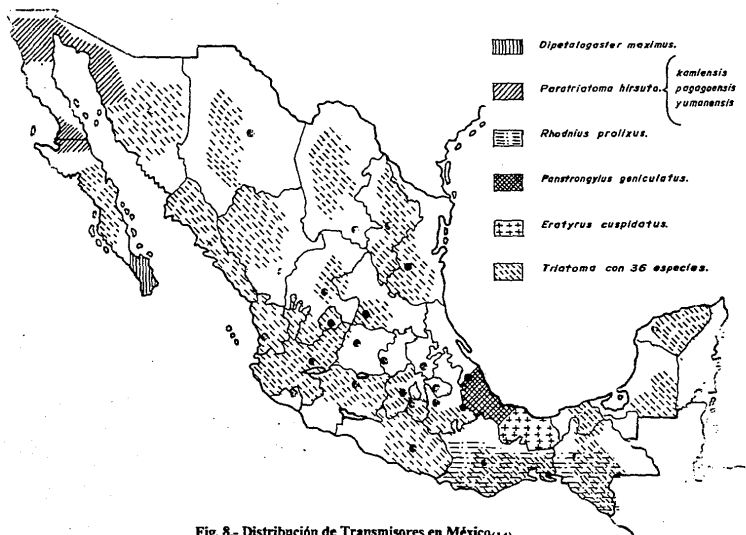 Dipetalogaster maximus.
Paratriatoma hirsuta. kamiensis
pagagoensis
yumanensis
Rhodnius prolixus.
Panstrongylus geniculatus.
Eratyrus cuspidatus.
Triatoma con 36 especies.
Fig. 8.- Distribución de Transmisores en México(14)